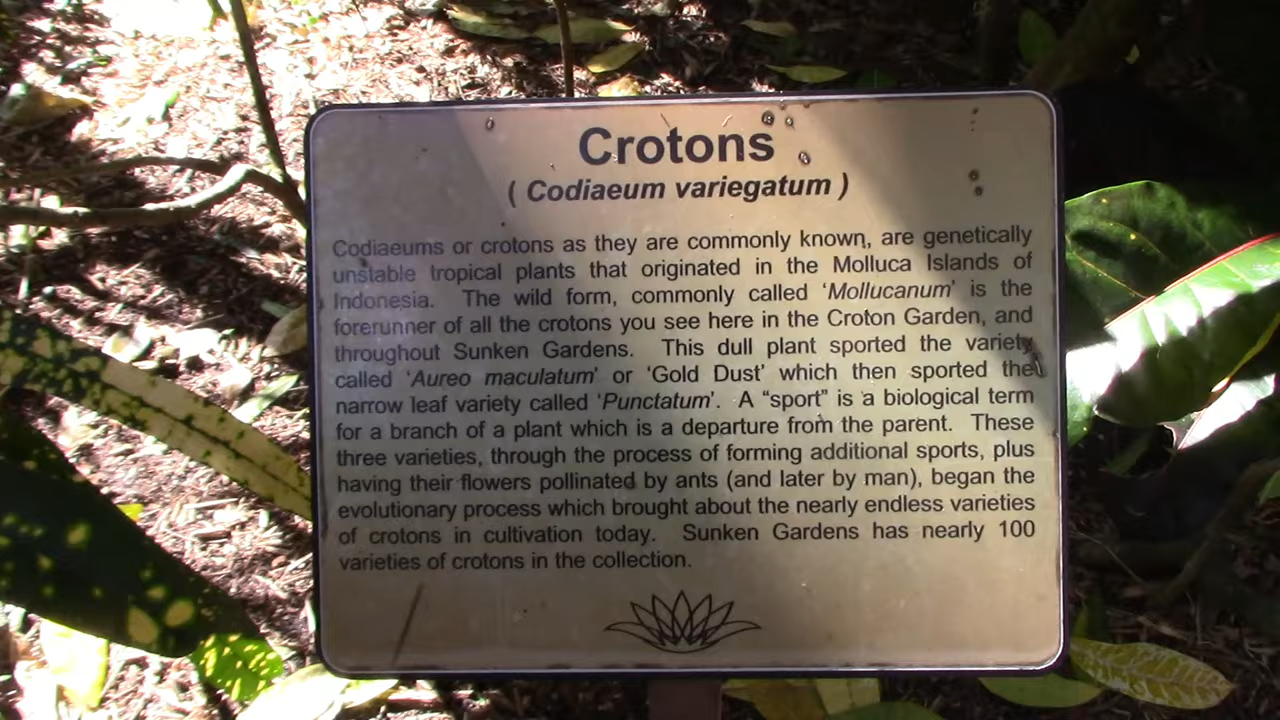 Crotons
( Codiaeum variegatum )
Codiaeums or crotons as they are commonly known, are genetically
unstable tropical plants that originated in the Molluca Islands of
Indonesia. The wild form, commonly called ‘Mollucanum’ is the
forerunner of all the crotons you see here in the Croton Garden, and
throughout Sunken Gardens. This dull plant sported the variety
called ‘Aureo maculatum’ or ‘Gold Dust’ which then sported the
narrow leaf variety called ‘Punctatum’. A “sport” is a biological term
for a branch of a plant which is a departure from the parent. These
three varieties, through the process of forming additional sports, plus
having their flowers pollinated by ants (and later by man), began the
evolutionary process which brought about the nearly endless varieties
of crotons in cultivation today. Sunken Gardens has nearly 100
varieties of crotons in the collection.